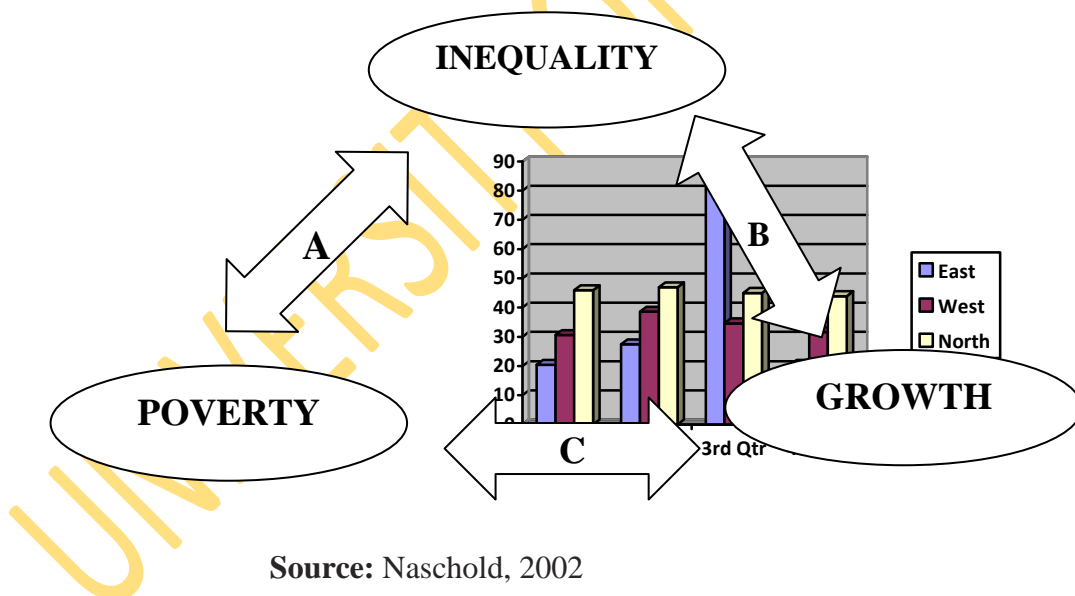 INEQUALITY
90
80
70
60
50
40
30
20
10
A
B
East
West
North
POVERTY
GROWTH
C
3rd Qtr
Source: Naschold, 2002